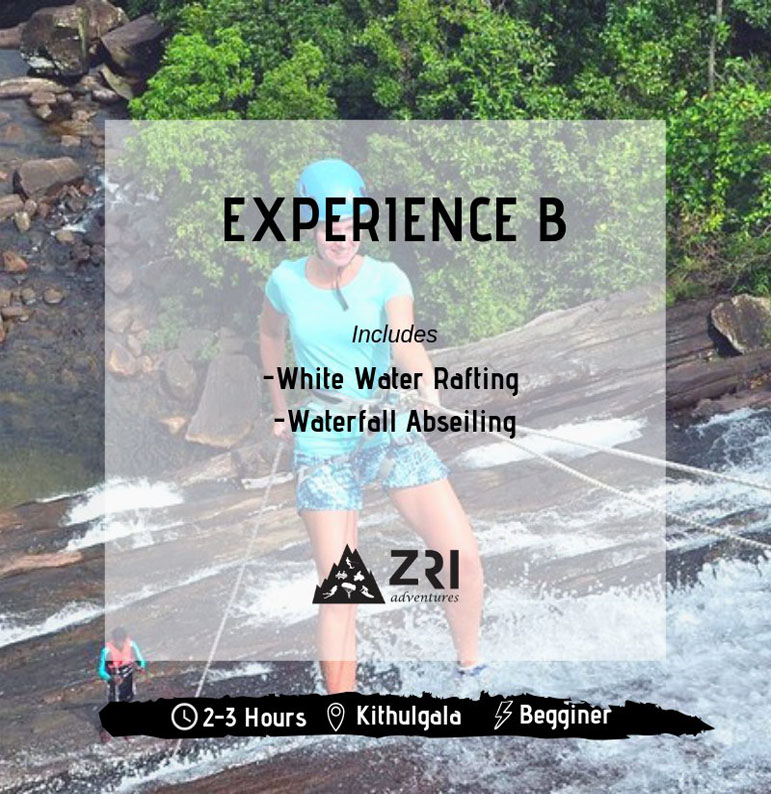 EXPERIENCE B
Includes
-White Water Rafting
-Waterfall Abseiling
ZRI
adventures
2-3 Hours Kithulgala Begginer